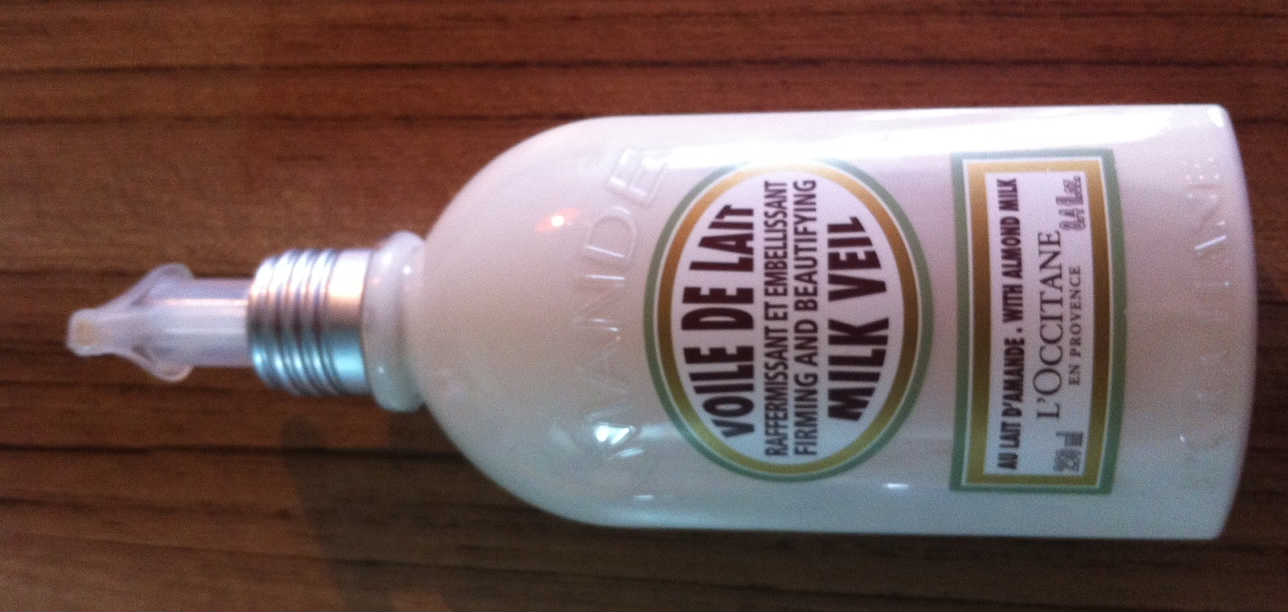 AMANDE
VOILE DE LAIT
RAFFERMISSANT ET EMBELLISSANT
FIRMING AND BEAUTIFYING
MILK VEIL
AU LAIT D'AMANDE . WITH ALMOND MILK
L'OCCITANE
EN PROVENCE